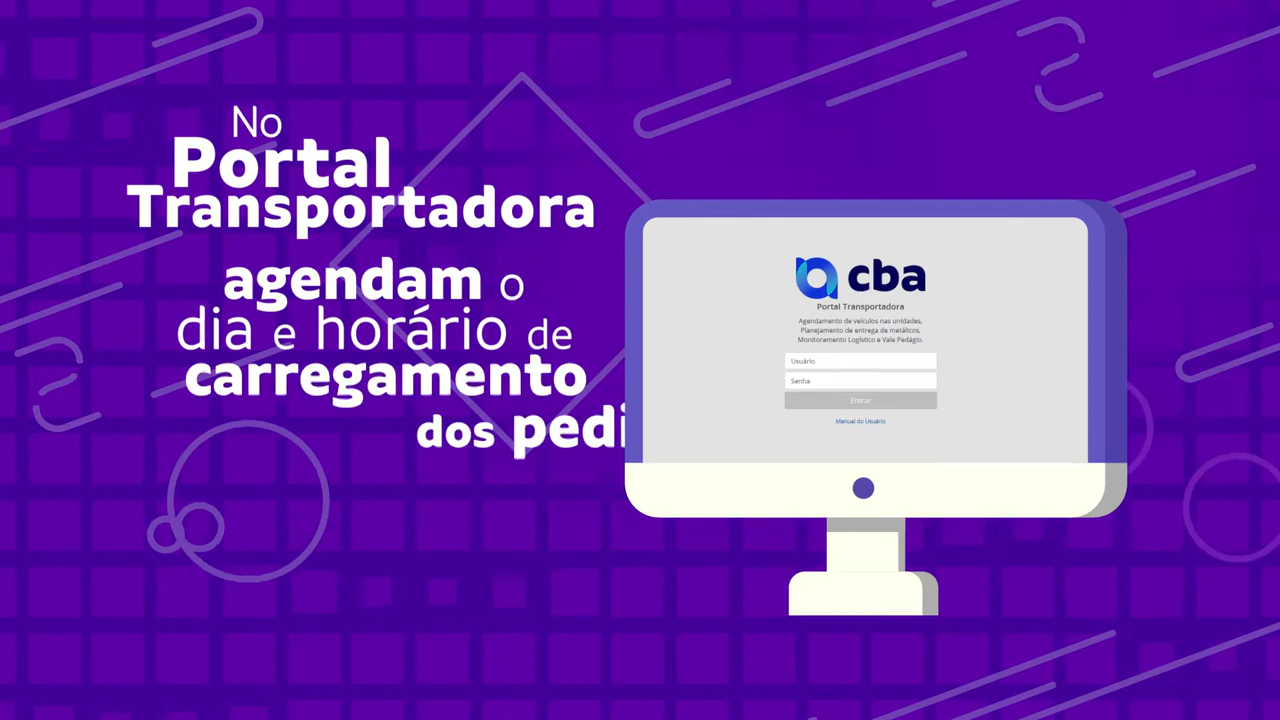 No
Portal
Transportadora
agendam o
dia e horário de
carregamento
dos pedi
cba
Portal Transportadora
Agendamento de veículos nas unidades,
Planejamento de entrega de metálicos,
Monitoramento Logístico e Vale Pedágio.
Usuário
Senha
Entrar
Manual do Usuário